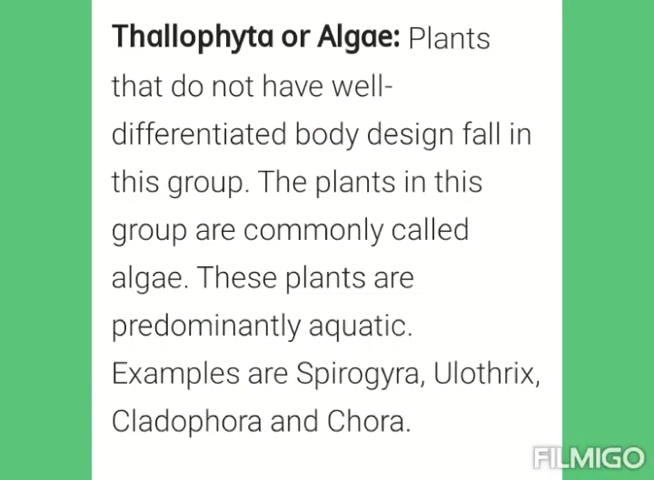 Thallophyta or Algae: Plants
that do not have well-
differentiated body design fall in
this group. The plants in this
group are commonly called
algae. These plants are
predominantly aquatic.
Examples are Spirogyra, Ulothrix,
Cladophora and Chora.
FILMIGO